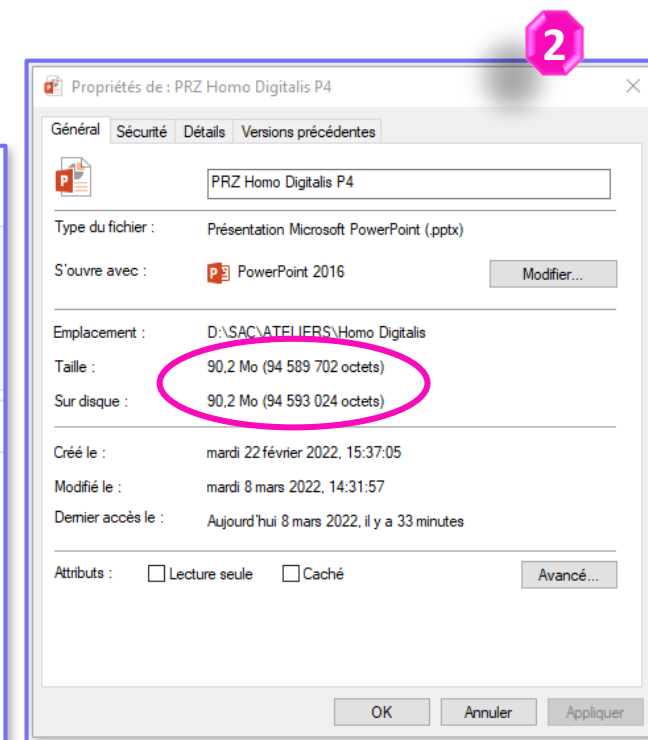 2
Propriétés de : PRZ Homo Digitalis P4
Général Sécurité Détails Versions précédentes
PRZ Homo Digitalis P4
Type du fichier : Présentation Microsoft PowerPoint (.pptx)
S'ouvre avec : PowerPoint 2016 Modifier...
Emplacement : D:\SAC\ATELIERS\Homo Digitalis
Taille : 90,2 Mo (94 589 702 octets)
Sur disque : 90,2 Mo (94 593 024 octets)
Créé le : mardi 22 février 2022, 15:37:05
Modifié le : mardi 8 mars 2022, 14:31:57
Dernier accès le : Aujourd'hui 8 mars 2022, il y a 33 minutes
Attributs : Lecture seule Caché Avancé...
OK Annuler Appliquer